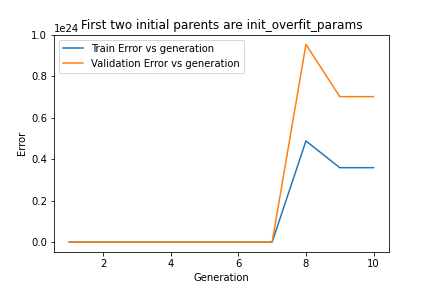 First two initial parents are init_overfit_params
1e24
Train Error vs generation
Validation Error vs generation
1.0
0.8
0.6
0.4
0.2
0.0
Error
2 4 6 8 10
Generation